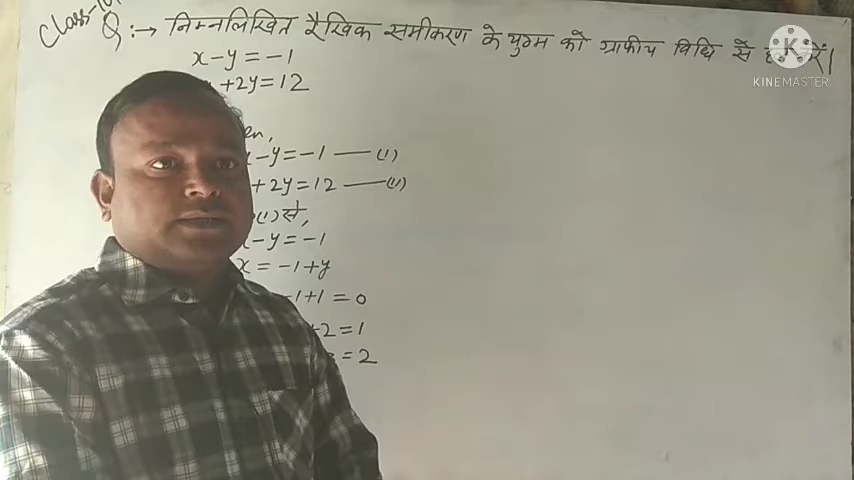 Class-10
Q:→ निम्नलिखित रैखिक समीकरण के युग्म को ग्राफीय विधि से
x-y=-1
+2y=12
x-y=-1 —— (i)
+2y=12 —— (ii)
(i) से,
x-y=-1
x=-1+y
-1+1=0
+2=1
=2
KINEMASTER